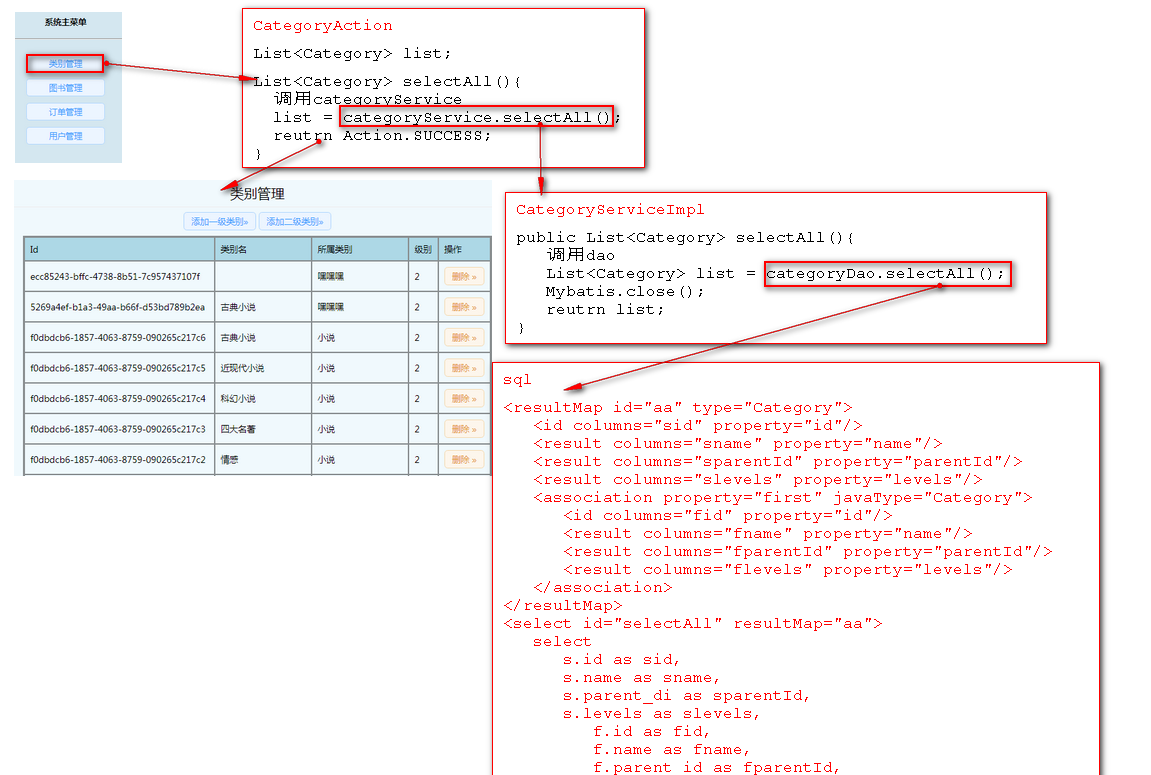 系统主菜单
类别管理
图书管理
订单管理
用户管理
CategoryAction
List<Category> list;
List<Category> selectAll(){
调用categoryService
list = categoryService.selectAll();
reutrn Action.SUCCESS;
}
类别管理
添加一级类别» 添加二级类别»
Id 类别名 所属类别 级别 操作
ecc85243-bffc-4738-8b51-7c957437107f 嘿嘿嘿 2 删除 »
5269a4ef-b1a3-49aa-b66f-d53bd789b2ea 古典小说 嘿嘿嘿 2 删除 »
f0dbdcb6-1857-4063-8759-090265c217c6 古典小说 小说 2 删除 »
f0dbdcb6-1857-4063-8759-090265c217c5 近现代小说 小说 2 删除 »
f0dbdcb6-1857-4063-8759-090265c217c4 科幻小说 小说 2 删除 »
f0dbdcb6-1857-4063-8759-090265c217c3 四大名著 小说 2 删除 »
f0dbdcb6-1857-4063-8759-090265c217c2 情感 小说 2 删除 »
CategoryServiceImpl
public List<Category> selectAll(){
调用dao
List<Category> list = categoryDao.selectAll();
Mybatis.close();
reutrn list;
}
sql
<resultMap id="aa" type="Category">
<id columns="sid" property="id"/>
<result columns="sname" property="name"/>
<result columns="sparentId" property="parentId"/>
<result columns="slevels" property="levels"/>
<association property="first" javaType="Category">
<id columns="fid" property="id"/>
<result columns="fname" property="name"/>
<result columns="fparentId" property="parentId"/>
<result columns="flevels" property="levels"/>
</association>
</resultMap>
<select id="selectAll" resultMap="aa">
select
s.id as sid,
s.name as sname,
s.parent_di as sparentId,
s.levels as slevels,
f.id as fid,
f.name as fname,
f.parent_id as fparentId,